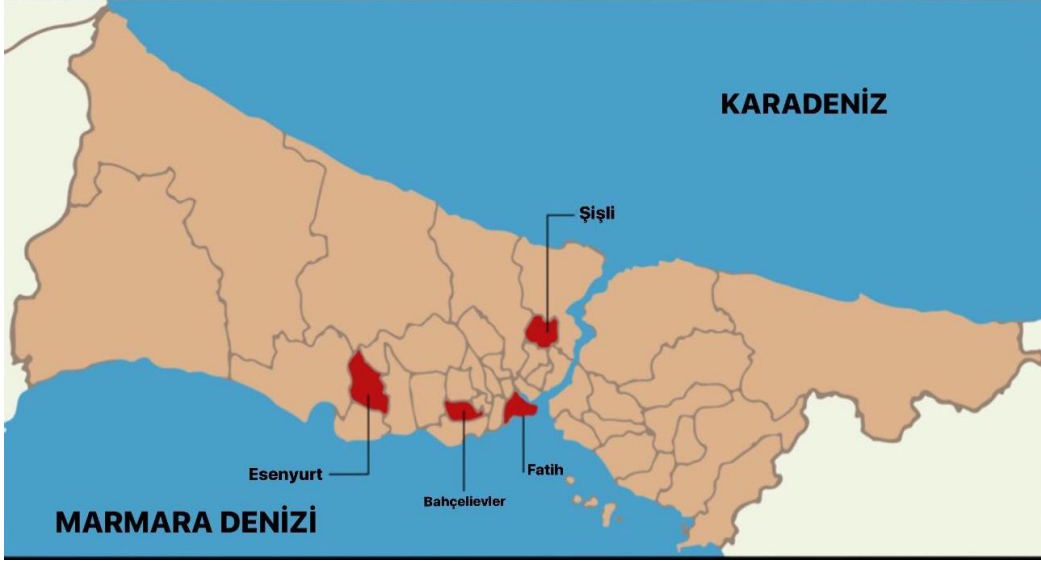 KARADENİZ
Şişli
Esenyurt
Fatih
Bahçelievler
MARMARA DENİZİ